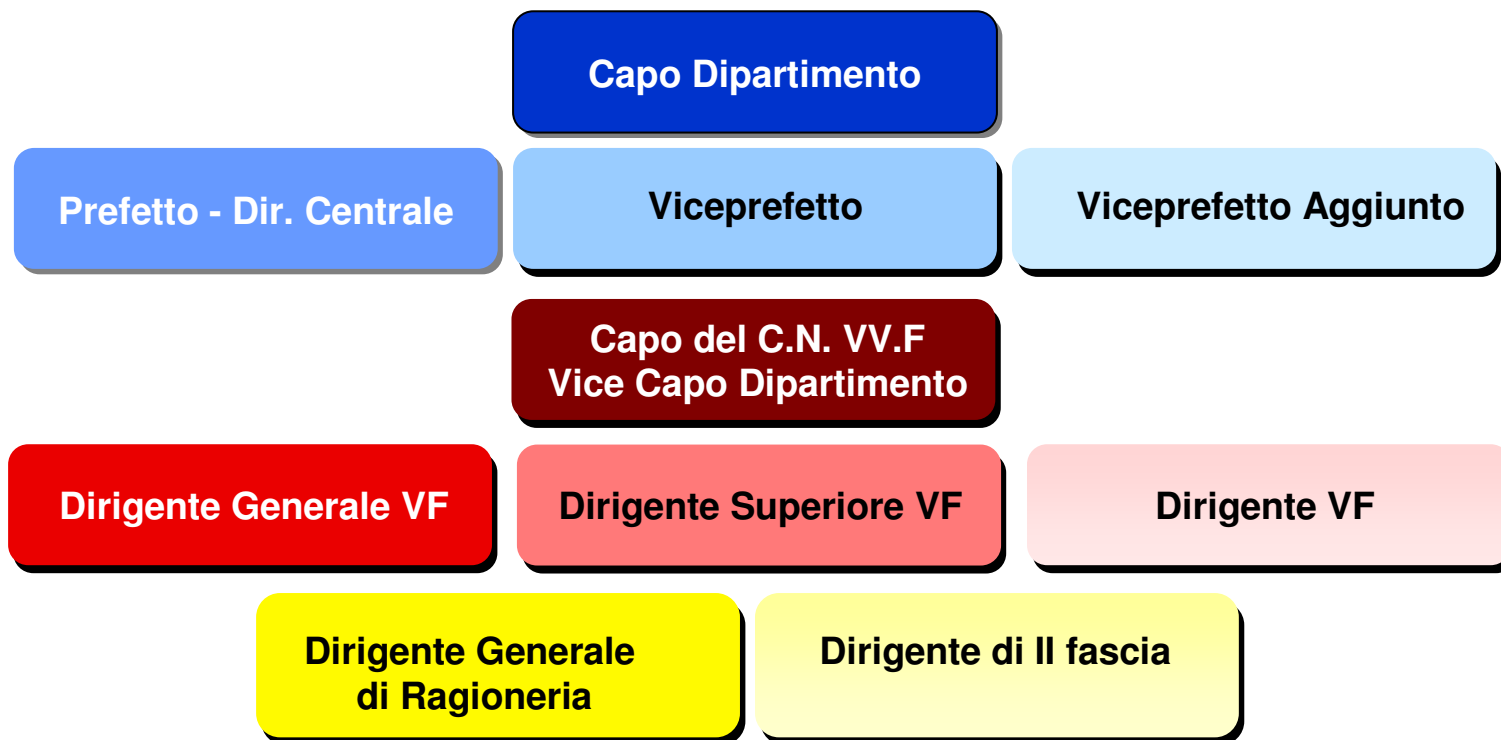 Capo Dipartimento
Prefetto - Dir. Centrale
Viceprefetto
Viceprefetto Aggiunto
Capo del C.N. VV.F
Vice Capo Dipartimento
Dirigente Generale VF
Dirigente Superiore VF
Dirigente VF
Dirigente Generale
di Ragioneria
Dirigente di II fascia